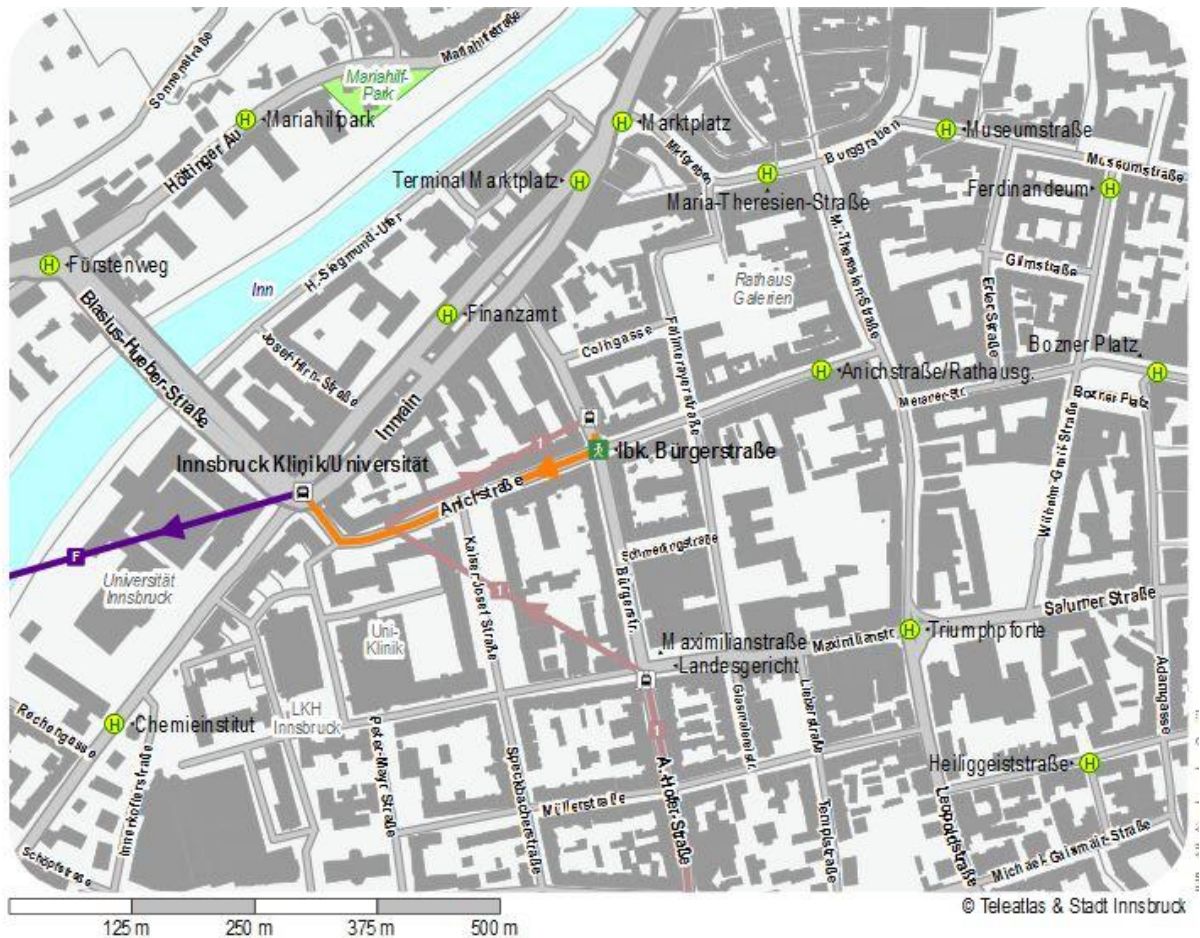 Sonnenstraße
Mariahilfstraße
Mariahilf-
Park
Mariahilfpark
Höttinger Au
Marktplatz
Museumstraße
Burggraben
Museumstraße
Terminal Marktplatz
Maria-Theresien-Straße
Ferdinandeum
Fürstenweg
H.-Siegmund-Ufer
Inn
M.-Theresien-Straße
Gilmstraße
Rathaus
Galerien
Erlerstraße
Blasius-Hueber-Straße
Finanzamt
Josef-Hirn-Straße
Colingasse
Fallmerayerstraße
Bozner Platz
Anichstraße/Rathausg.
Meraner-Str.
Bozner Platz
Innrain
H
1
Innsbruck Klinik/Universität
Ibk. Bürgerstraße
Anichstraße
Wilhelm-Greil-Straße
F
Kaiser-Josef-Straße
Schmerlingstraße
Universität
Innsbruck
1
Bürgerstr.
Uni-
Klinik
Salurner Straße
Maximilianstraße
Landesgericht
Maximilianstr.
Triumphpforte
LKH
Innsbruck
Chemieinstitut
Rechengasse
Innerkoflerstraße
Peter-Mayr-Straße
Speckbacherstraße
1
Glasmalereistr.
Lieberstraße
Adamgasse
Heiliggeiststraße
A.-Hofer-Straße
Müllerstraße
Templstraße
Leopoldstraße
Michael-Gaismair-Straße
Schöpfstraße
© Teleatlas & Stadt Innsbruck
125 m 250 m 375 m 500 m